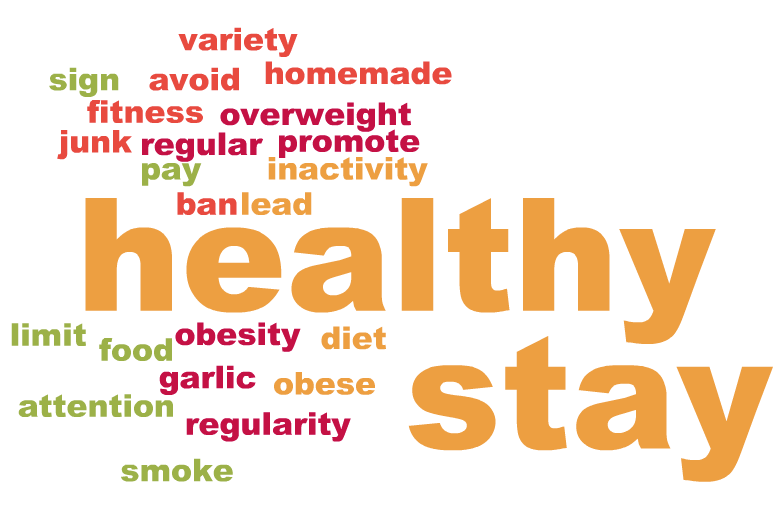 variety
sign avoid homemade
fitness overweight
junk regular promote
pay inactivity
ban lead
healthy
limit food obesity diet
stay
garlic obese
attention regularity
smoke